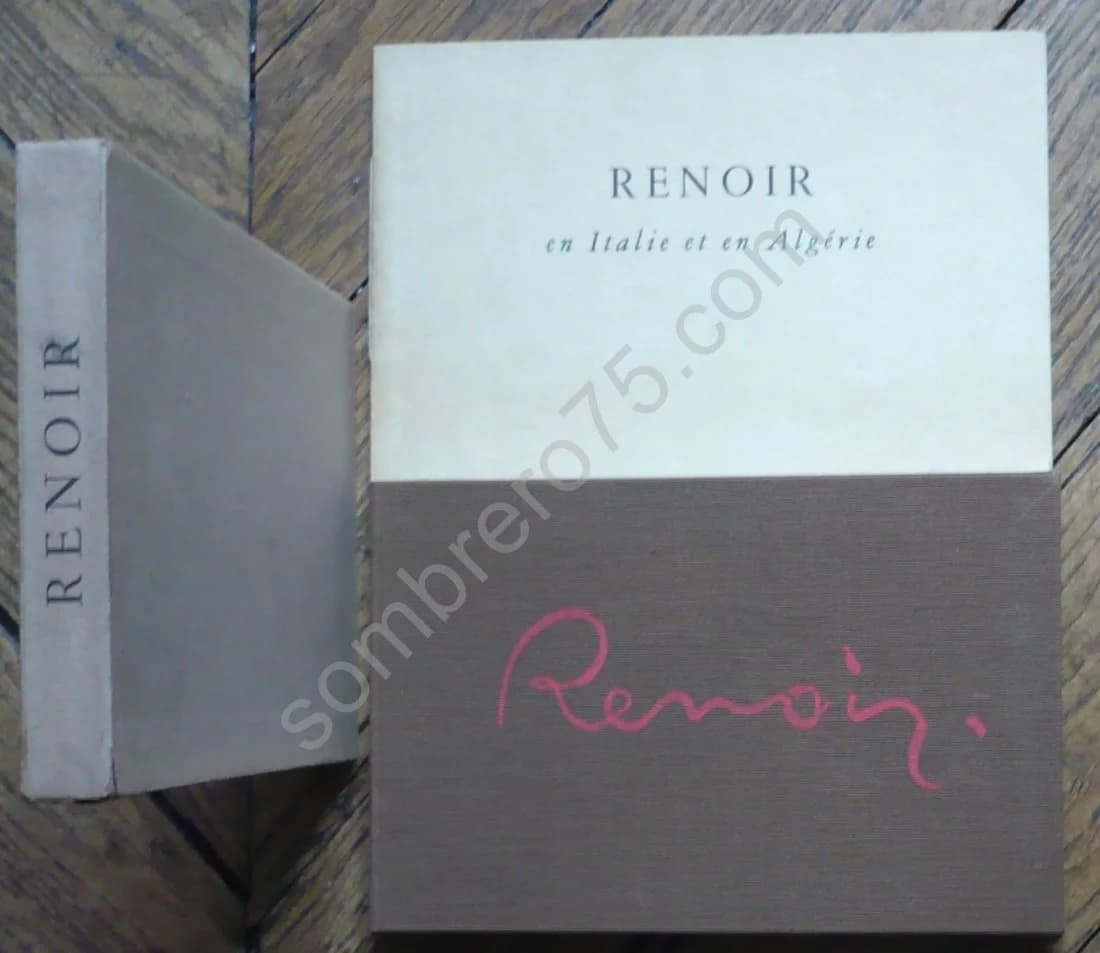 RENOIR
RENOIR
en Italie et en Algérie
Renoir.
sombrero75.com